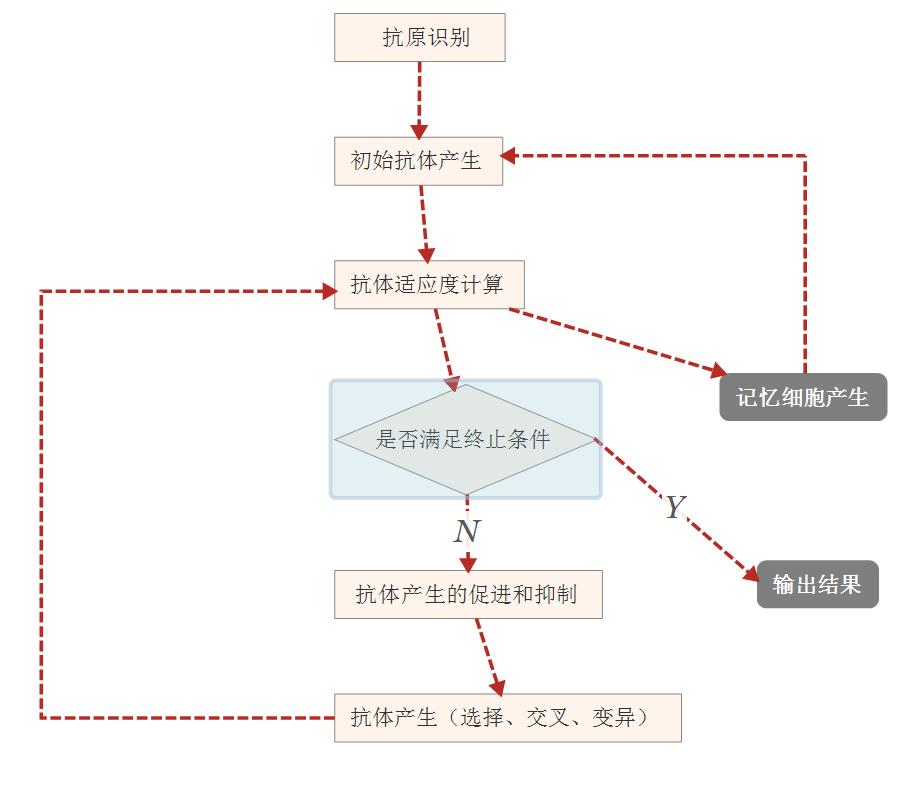 抗原识别
初始抗体产生
抗体适应度计算
记忆细胞产生
是否满足终止条件
Y
N
输出结果
抗体产生的促进和抑制
抗体产生（选择、交叉、变异）